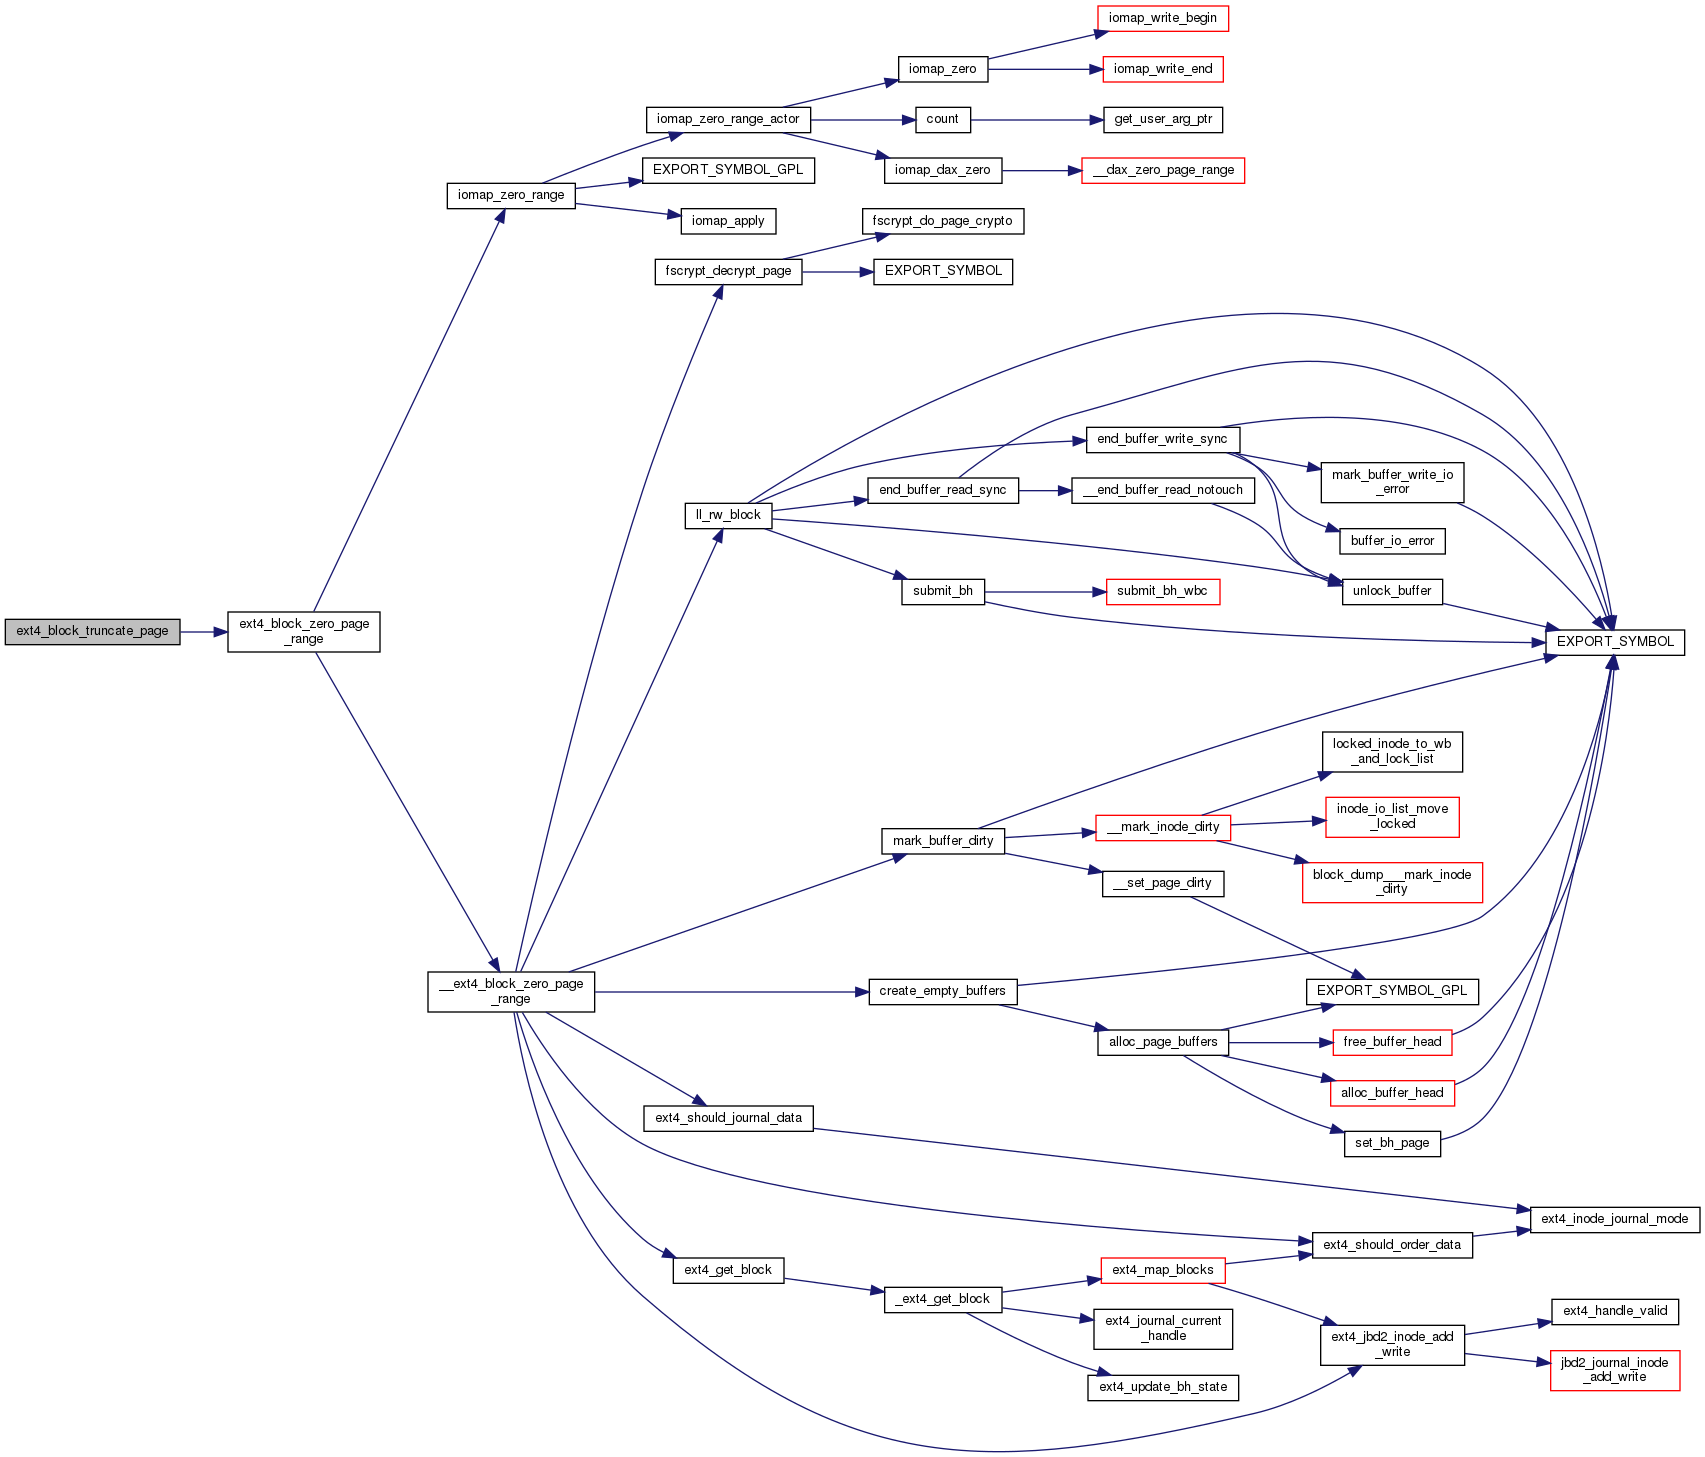 iomap_write_begin
iomap_zero
iomap_write_end
iomap_zero_range_actor
count
get_user_arg_ptr
EXPORT_SYMBOL_GPL
iomap_dax_zero
__dax_zero_page_range
iomap_zero_range
iomap_apply
fscrypt_do_page_crypto
fscrypt_decrypt_page
EXPORT_SYMBOL
end_buffer_write_sync
mark_buffer_write_io
_error
end_buffer_read_sync
__end_buffer_read_notouch
ll_rw_block
buffer_io_error
submit_bh
submit_bh_wbc
unlock_buffer
ext4_block_truncate_page
ext4_block_zero_page
_range
EXPORT_SYMBOL
locked_inode_to_wb
_and_lock_list
inode_io_list_move
_locked
mark_buffer_dirty
__mark_inode_dirty
block_dump___mark_inode
_dirty
__set_page_dirty
__ext4_block_zero_page
_range
create_empty_buffers
EXPORT_SYMBOL_GPL
alloc_page_buffers
free_buffer_head
alloc_buffer_head
ext4_should_journal_data
set_bh_page
ext4_inode_journal_mode
ext4_should_order_data
ext4_get_block
ext4_map_blocks
_ext4_get_block
ext4_journal_current
_handle
ext4_handle_valid
ext4_jbd2_inode_add
_write
jbd2_journal_inode
_add_write
ext4_update_bh_state